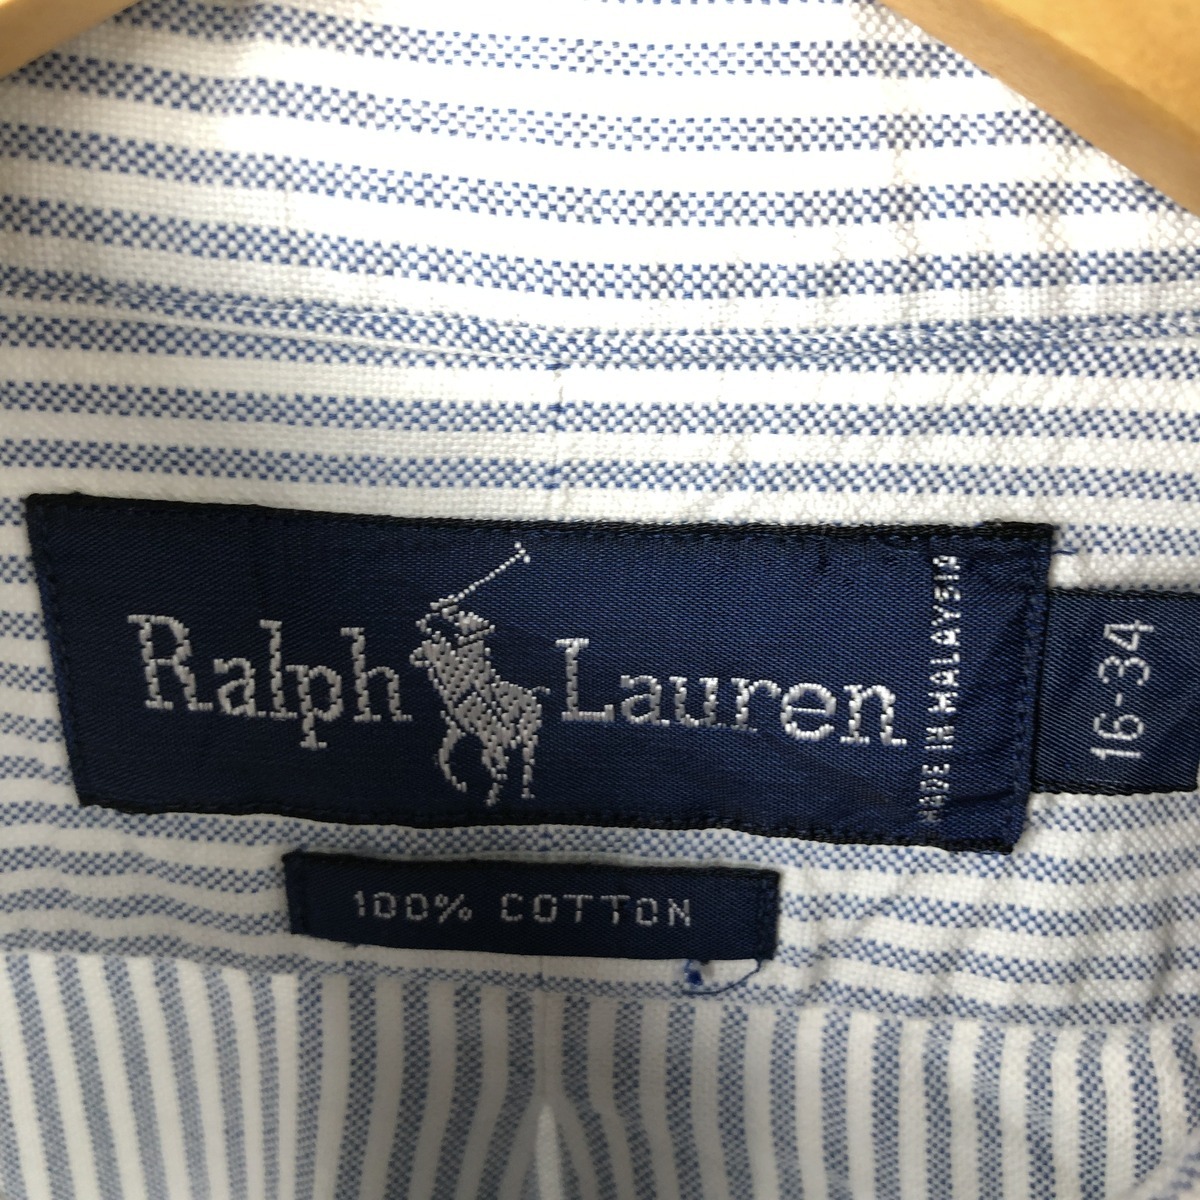 Ralph Lauren
MADE IN MALAYSIA
16-34
100% COTTON